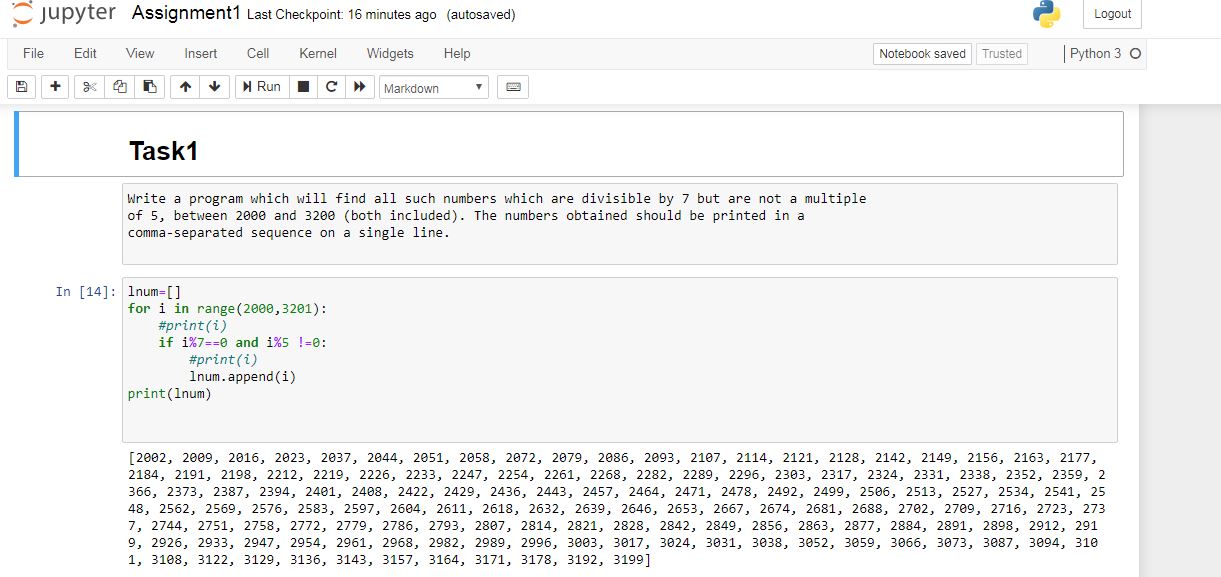 jupyter Assignment1 Last Checkpoint: 16 minutes ago (autosaved) Logout
File Edit View Insert Cell Kernel Widgets Help Notebook saved Trusted Python 3
Run Markdown
Task1
Write a program which will find all such numbers which are divisible by 7 but are not a multiple
of 5, between 2000 and 3200 (both included). The numbers obtained should be printed in a
comma-separated sequence on a single line.
In [14]: lnum=[]
for i in range(2000,3201):
    #print(i)
    if i%7==0 and i%5 !=0:
        #print(i)
        lnum.append(i)
print(lnum)
[2002, 2009, 2016, 2023, 2037, 2044, 2051, 2058, 2072, 2079, 2086, 2093, 2107, 2114, 2121, 2128, 2142, 2149, 2156, 2163, 2177,
2184, 2191, 2198, 2212, 2219, 2226, 2233, 2247, 2254, 2261, 2268, 2282, 2289, 2296, 2303, 2317, 2324, 2331, 2338, 2352, 2359, 2
366, 2373, 2387, 2394, 2401, 2408, 2422, 2429, 2436, 2443, 2457, 2464, 2471, 2478, 2492, 2499, 2506, 2513, 2527, 2534, 2541, 25
48, 2562, 2569, 2576, 2583, 2597, 2604, 2611, 2618, 2632, 2639, 2646, 2653, 2667, 2674, 2681, 2688, 2702, 2709, 2716, 2723, 273
7, 2744, 2751, 2758, 2772, 2779, 2786, 2793, 2807, 2814, 2821, 2828, 2842, 2849, 2856, 2863, 2877, 2884, 2891, 2898, 2912, 291
9, 2926, 2933, 2947, 2954, 2961, 2968, 2982, 2989, 2996, 3003, 3017, 3024, 3031, 3038, 3052, 3059, 3066, 3073, 3087, 3094, 310
1, 3108, 3122, 3129, 3136, 3143, 3157, 3164, 3171, 3178, 3192, 3199]